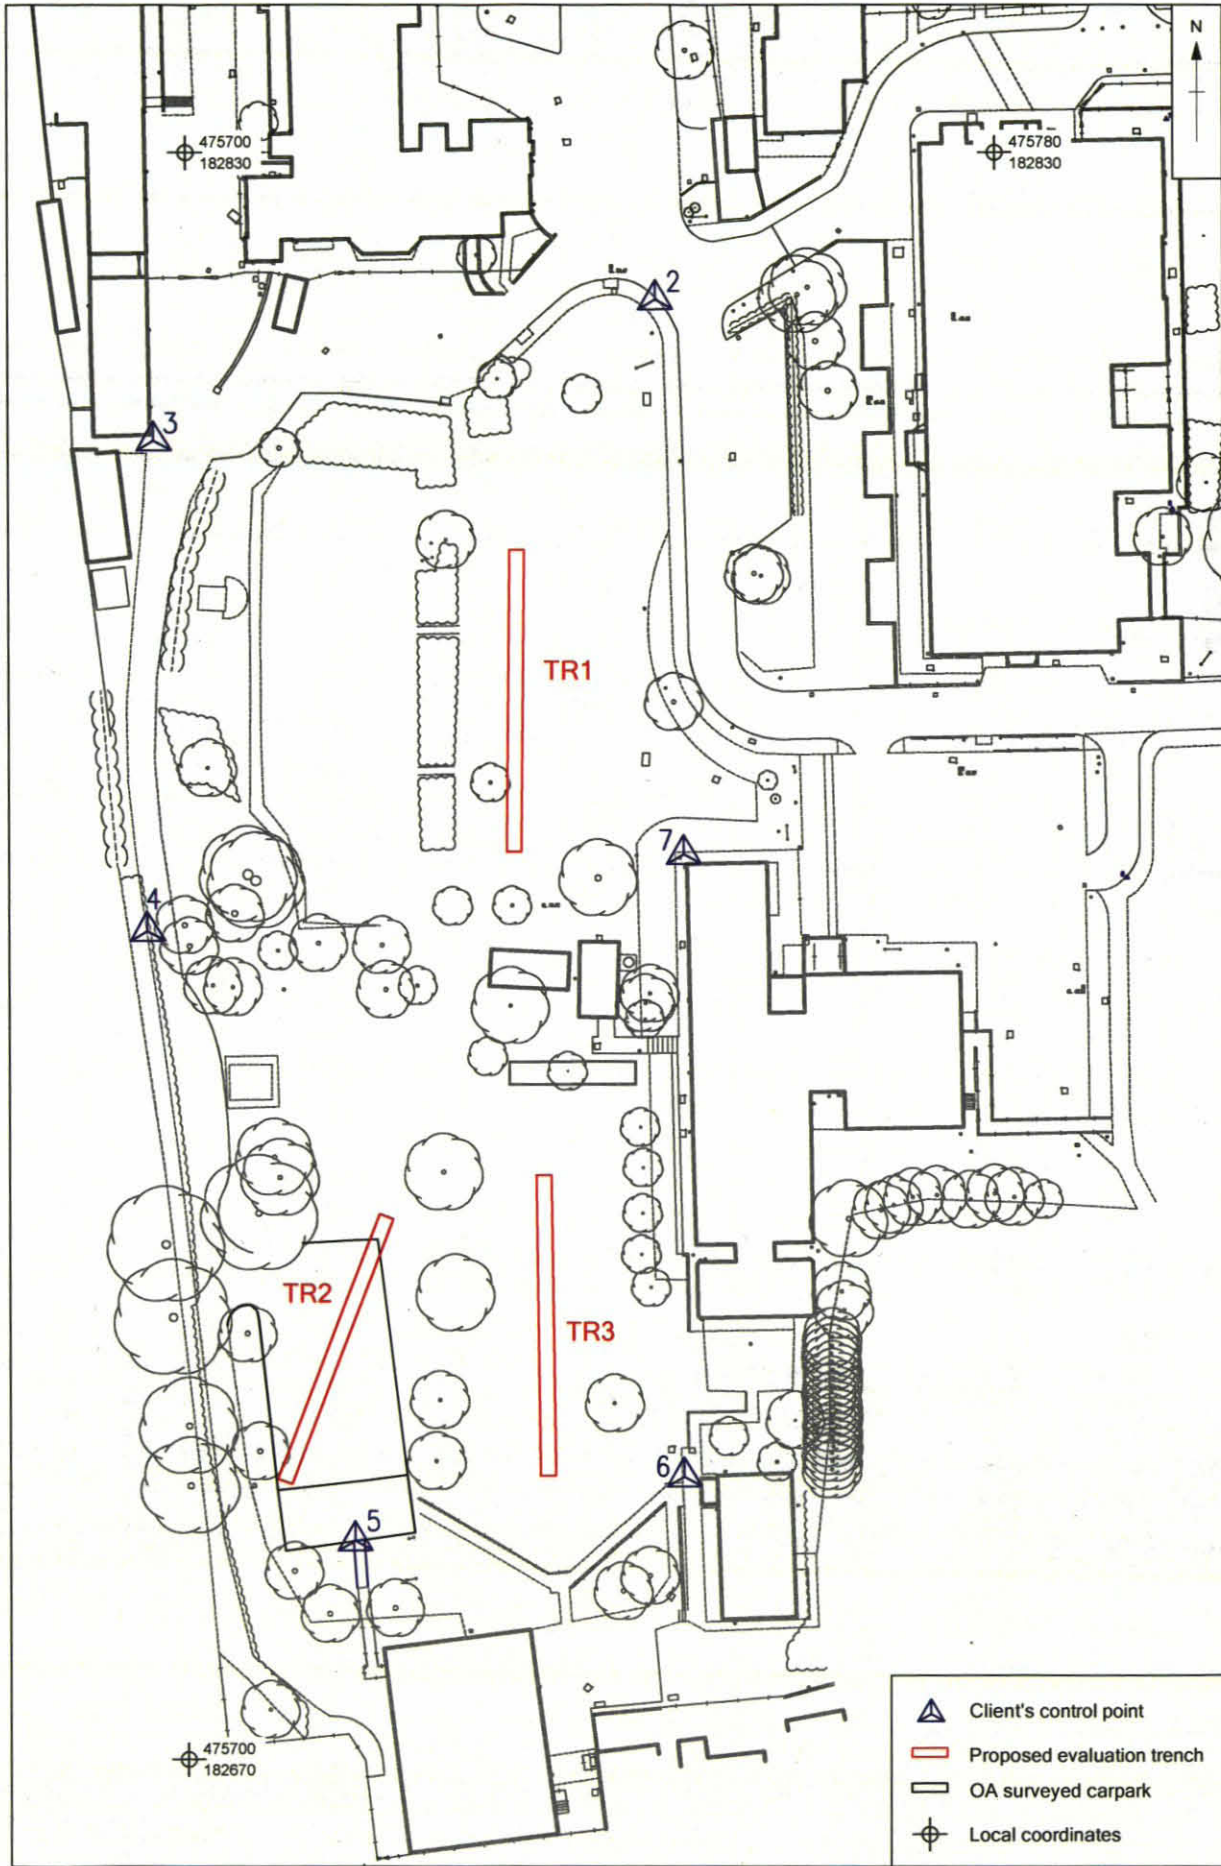 N
475700
182830
475780
182830
2
3
TR1
7
4
TR2
TR3
6
5
475700
182670
Client's control point
Proposed evaluation trench
OA surveyed carpark
Local coordinates